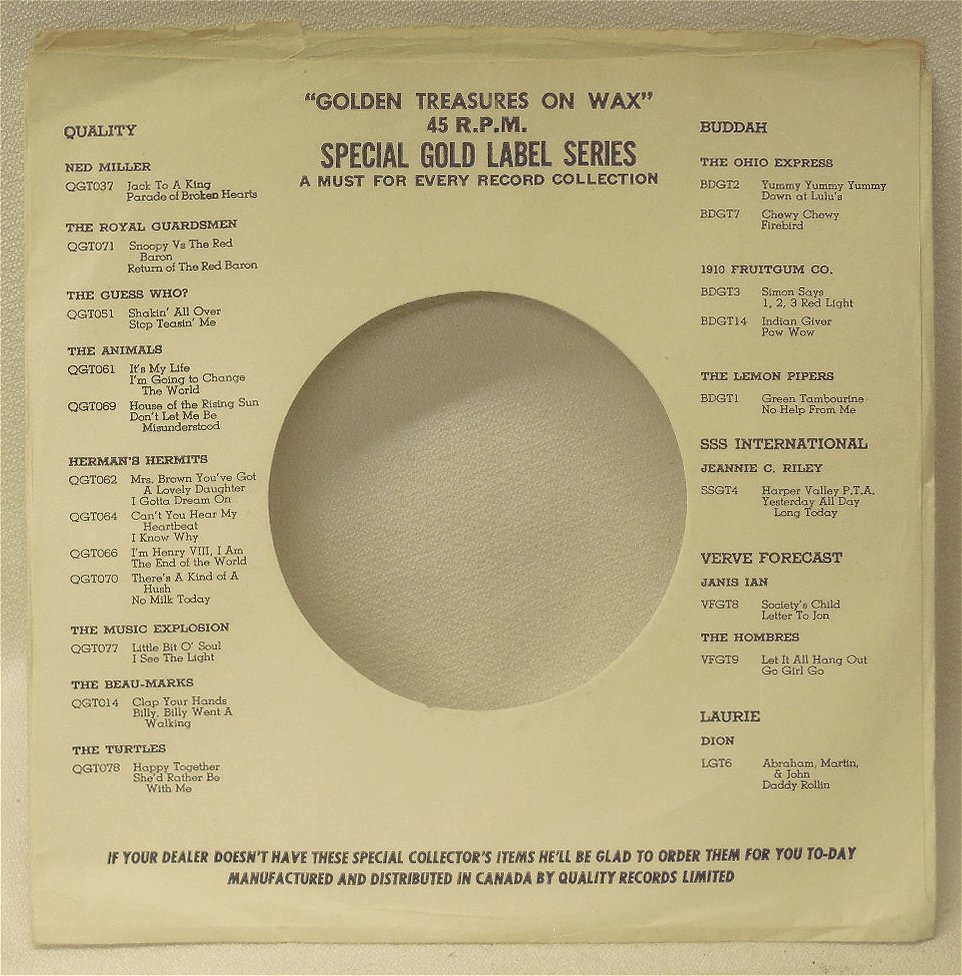 "GOLDEN TREASURES ON WAX"
45 R.P.M.
SPECIAL GOLD LABEL SERIES
A MUST FOR EVERY RECORD COLLECTION
QUALITY
NED MILLER
QGT037 Jack To A King
Parade of Broken Hearts
THE ROYAL GUARDSMEN
QGT071 Snoopy Vs The Red
Baron
Return of The Red Baron
THE GUESS WHO?
QGT051 Shakin' All Over
Stop Teasin' Me
THE ANIMALS
QGT061 It's My Life
I'm Going to Change
The World
QGT069 House of the Rising Sun
Don't Let Me Be
Misunderstood
HERMAN'S HERMITS
QGT062 Mrs. Brown You've Got
A Lovely Daughter
I Gotta Dream On
QGT064 Can't You Hear My
Heartbeat
I Know Why
QGT066 I'm Henry VIII, I Am
The End of the World
QGT070 There's A Kind of A
Hush
No Milk Today
THE MUSIC EXPLOSION
QGT077 Little Bit O' Soul
I See The Light
THE BEAU-MARKS
QGT014 Clap Your Hands
Billy, Billy Went A
Walking
THE TURTLES
QGT078 Happy Together
She'd Rather Be
With Me
BUDDAH
THE OHIO EXPRESS
BDGT2 Yummy Yummy Yummy
Down at Lulu's
BDGT7 Chewy Chewy
Firebird
1910 FRUITGUM CO.
BDGT3 Simon Says
1, 2, 3 Red Light
BDGT14 Indian Giver
Pow Wow
THE LEMON PIPERS
BDGT1 Green Tambourine
No Help From Me
SSS INTERNATIONAL
JEANNIE C. RILEY
SSGT4 Harper Valley P.T.A.
Yesterday All Day
Long Today
VERVE FORECAST
JANIS IAN
VFGT8 Society's Child
Letter To Jon
THE HOMBRES
VFGT9 Let It All Hang Out
Go Girl Go
LAURIE
DION
LGT6 Abraham, Martin,
& John
Daddy Rollin
IF YOUR DEALER DOESN'T HAVE THESE SPECIAL COLLECTOR'S ITEMS HE'LL BE GLAD TO ORDER THEM FOR YOU TO-DAY
MANUFACTURED AND DISTRIBUTED IN CANADA BY QUALITY RECORDS LIMITED